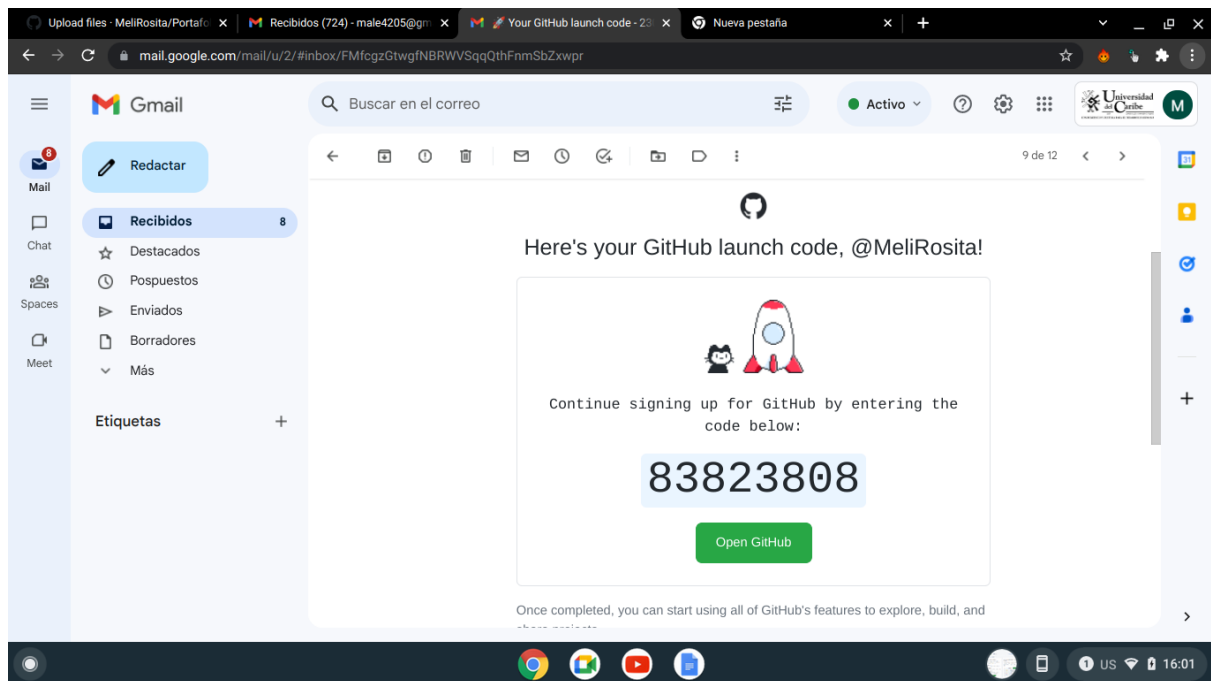 Upload files · MeliRosita/Portafo
Recibidos (724) - male4205@gm
🚀 Your GitHub launch code - 23
Nueva pestaña
mail.google.com/mail/u/2/#inbox/FMfcgzGtwgfNBRWVSqqQthFnmSbZxwpr
Gmail
Buscar en el correo
Activo
Universidad
del Caribe
M
8
Mail
Chat
Spaces
Meet
Redactar
Recibidos 8
Destacados
Pospuestos
Enviados
Borradores
Más
Etiquetas
9 de 12
31
Here's your GitHub launch code, @MeliRosita!
Continue signing up for GitHub by entering the
code below:
83823808
Open GitHub
Once completed, you can start using all of GitHub's features to explore, build, and
share projects.
1 US 16:01